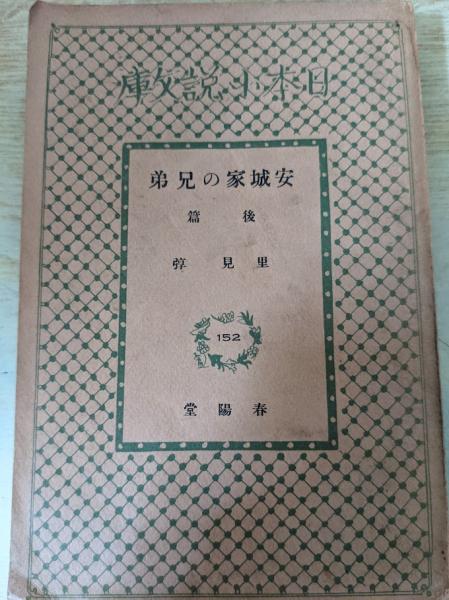 庫文説小本日
弟兄の家城安
篇後
弴見里
152
堂陽春